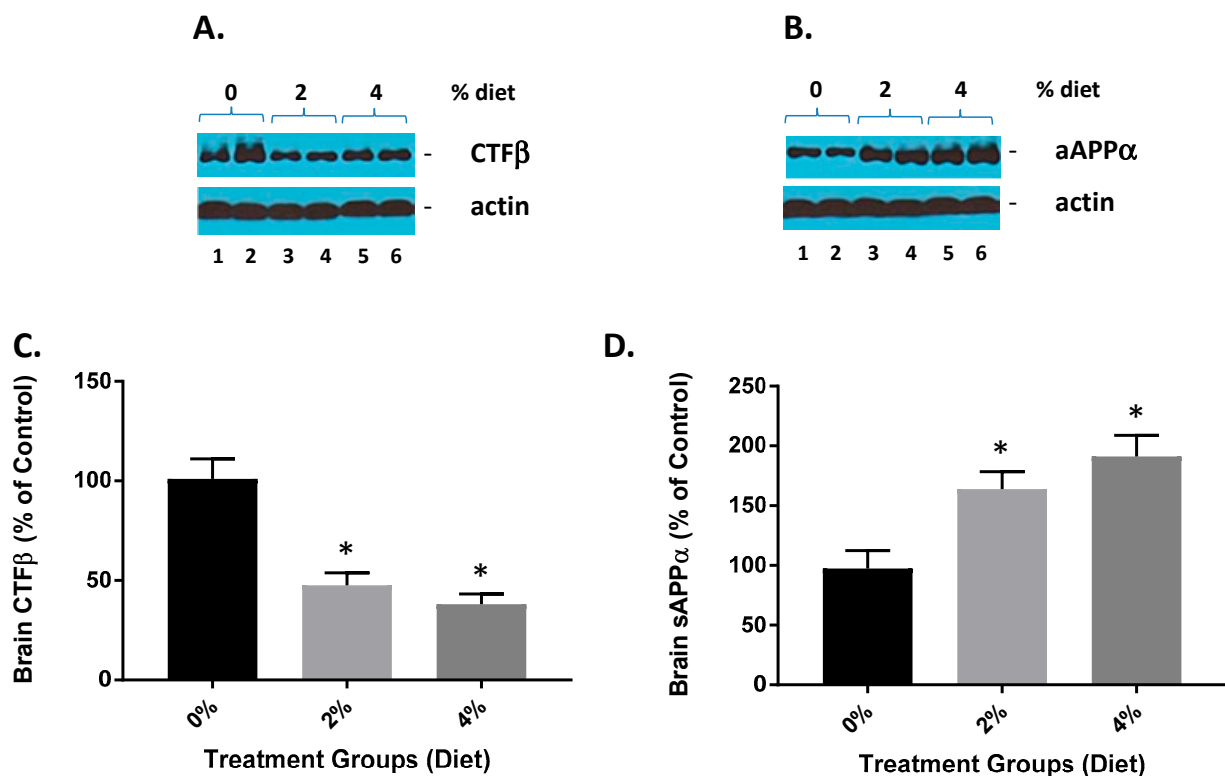 A.
0 2 4 % diet
- CTFβ
- actin
1 2 3 4 5 6
B.
0 2 4 % diet
- aAPPα
- actin
1 2 3 4 5 6
C.
Brain CTFβ (% of Control)
150
100
50
0
* *
0% 2% 4%
Treatment Groups (Diet)
D.
Brain sAPPα (% of Control)
250
200
150
100
50
0
* *
0% 2% 4%
Treatment Groups (Diet)